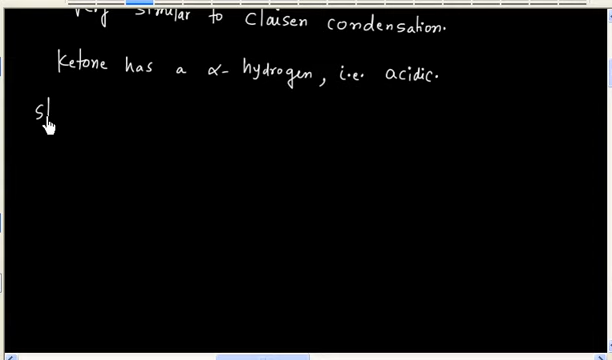 Very similar to Claisen condensation.
Ketone has a α- hydrogen, i.e. acidic.
S